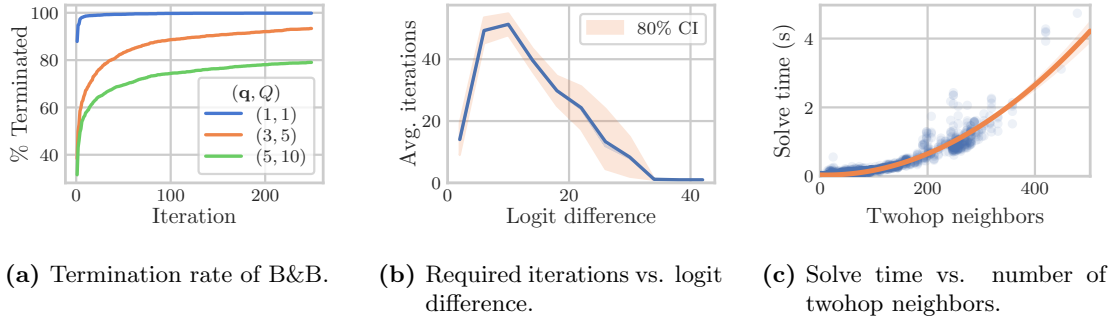 100
80
60
40
% Terminated
(q, Q)
(1, 1)
(3, 5)
(5, 10)
0
100
200
Iteration
40
20
0
Avg. iterations
80% CI
0
20
40
Logit difference
4
2
0
Solve time (s)
0
200
400
Twohop neighbors
(a) Termination rate of B&B.
(b) Required iterations vs. logit
difference.
(c) Solve time vs. number of
twohop neighbors.